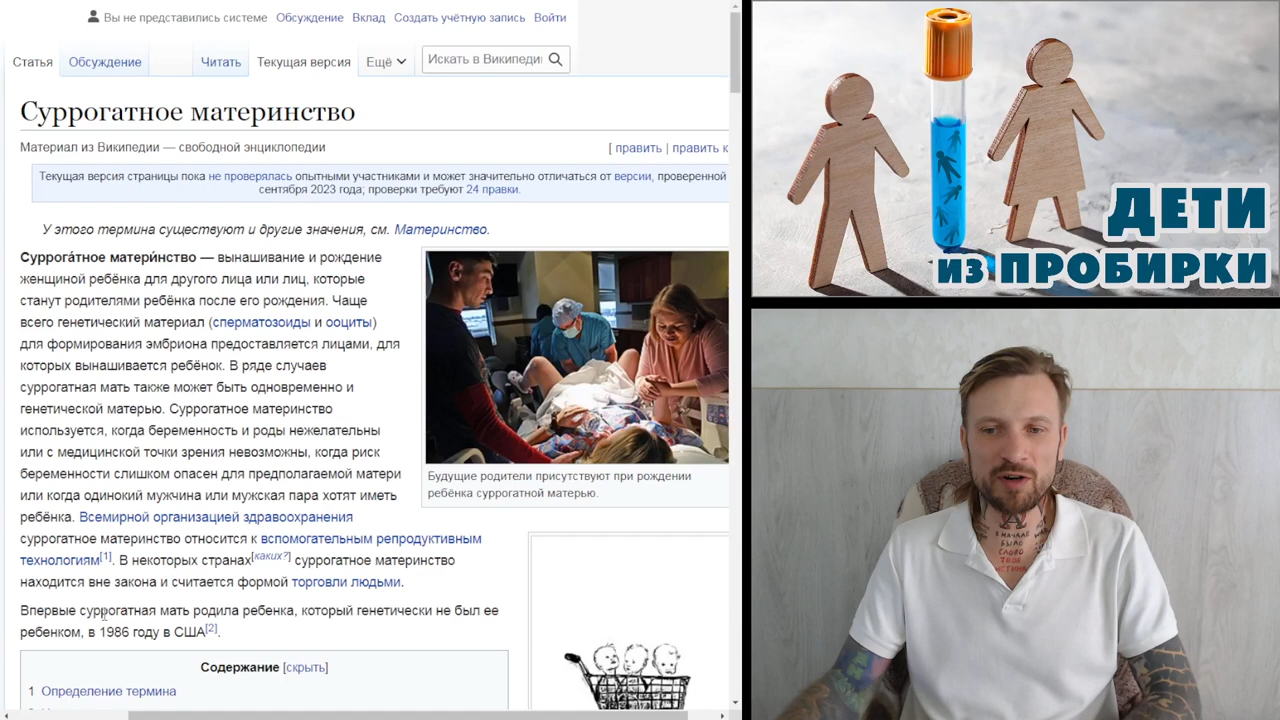 Вы не представились системе Обсуждение Вклад Создать учётную запись Войти
Статья Обсуждение Читать Текущая версия Ещё Искать в Википеди
Суррогатное материнство
Материал из Википедии — свободной энциклопедии [ править | править к
Текущая версия страницы пока не проверялась опытными участниками и может значительно отличаться от версии, проверенной
сентября 2023 года; проверки требуют 24 правки.
У этого термина существуют и другие значения, см. Материнство.
Суррога́тное матери́нство — вынашивание и рождение
женщиной ребёнка для другого лица или лиц, которые
станут родителями ребёнка после его рождения. Чаще
всего генетический материал (сперматозоиды и ооциты)
для формирования эмбриона предоставляется лицами, для
которых вынашивается ребёнок. В ряде случаев
суррогатная мать также может быть одновременно и
генетической матерью. Суррогатное материнство
используется, когда беременность и роды нежелательны
или с медицинской точки зрения невозможны, когда риск
беременности слишком опасен для предполагаемой матери
или когда одинокий мужчина или мужская пара хотят иметь
ребёнка. Всемирной организацией здравоохранения
суррогатное материнство относится к вспомогательным репродуктивным
технологиям[1]. В некоторых странах[каких?] суррогатное материнство
находится вне закона и считается формой торговли людьми.
Будущие родители присутствуют при рождении
ребёнка суррогатной матерью.
Впервые суррогатная мать родила ребенка, который генетически не был ее
ребенком, в 1986 году в США[2].
Содержание [скрыть]
1 Определение термина
ДЕТИ
из ПРОБИРКИ
В НАЧАЛЕ
БЫЛО
СЛОВО
ТВОЕ
ИСТИНА